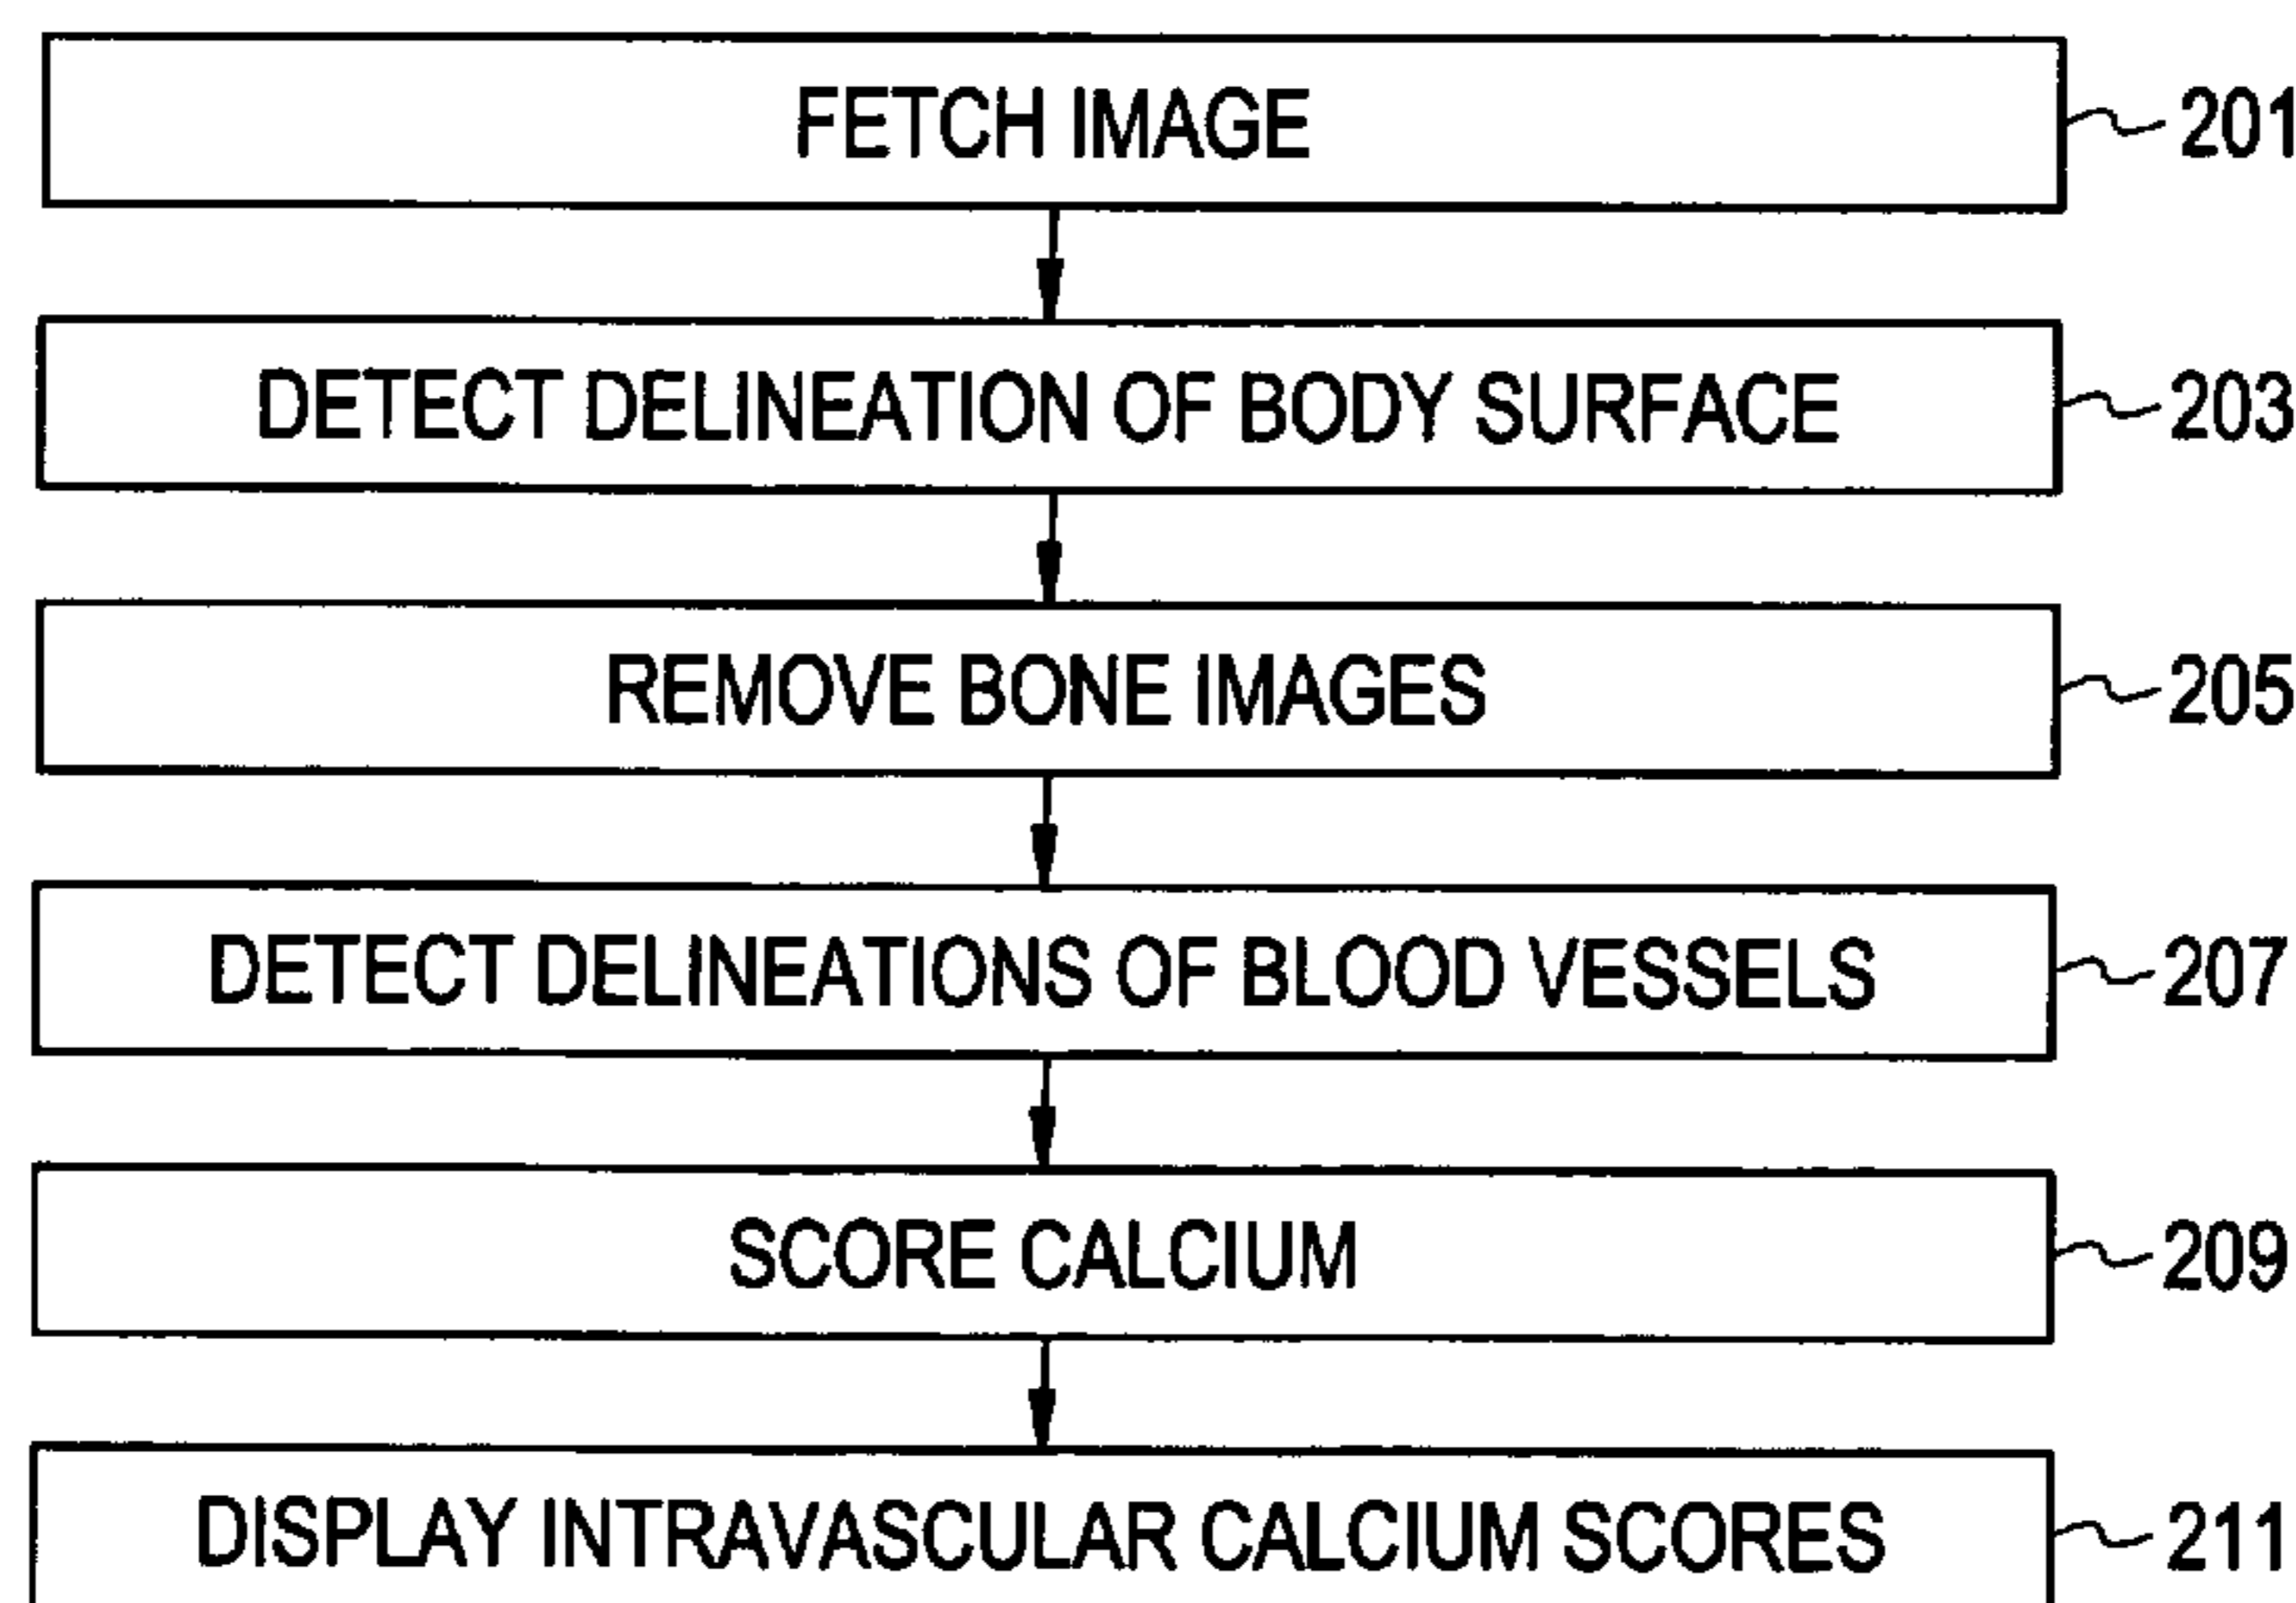 FETCH IMAGE 201
DETECT DELINEATION OF BODY SURFACE 203
REMOVE BONE IMAGES 205
DETECT DELINEATIONS OF BLOOD VESSELS 207
SCORE CALCIUM 209
DISPLAY INTRAVASCULAR CALCIUM SCORES 211